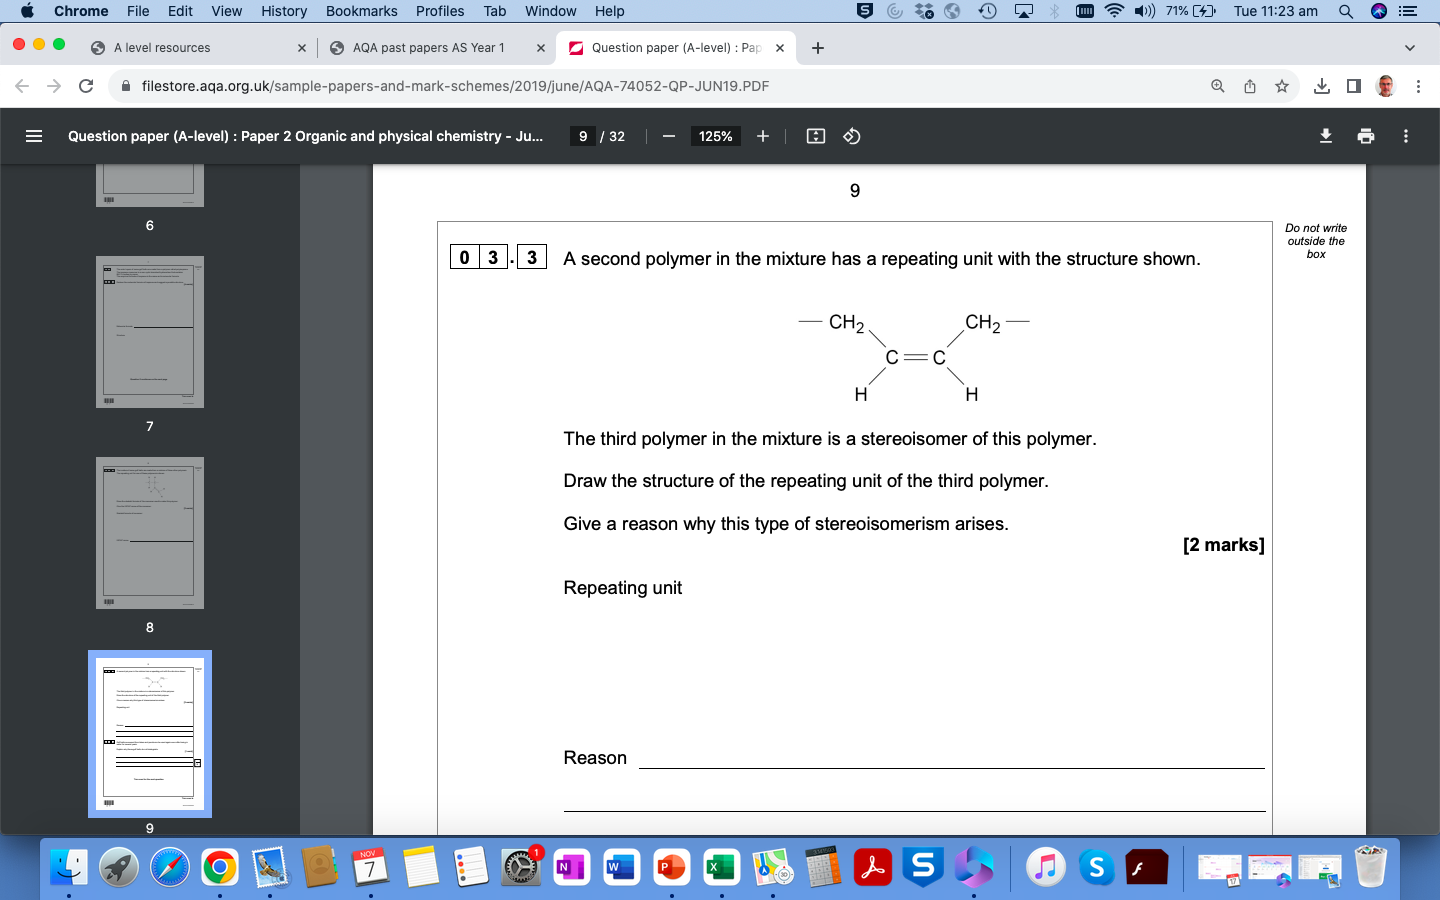 Chrome File Edit View History Bookmarks Profiles Tab Window Help 71% Tue 11:23 am
A level resources AQA past papers AS Year 1 Question paper (A-level) : Pap
filestore.aqa.org.uk/sample-papers-and-mark-schemes/2019/june/AQA-74052-QP-JUN19.PDF
Question paper (A-level) : Paper 2 Organic and physical chemistry - Ju... 9 / 32 125%
6
7
8
9
9
Do not write
outside the
box
0 3 . 3 A second polymer in the mixture has a repeating unit with the structure shown.
CH2 CH2
C C
H H
The third polymer in the mixture is a stereoisomer of this polymer.
Draw the structure of the repeating unit of the third polymer.
Give a reason why this type of stereoisomerism arises.
[2 marks]
Repeating unit
Reason
NOV
7
1
N W P X
3D
S S
17